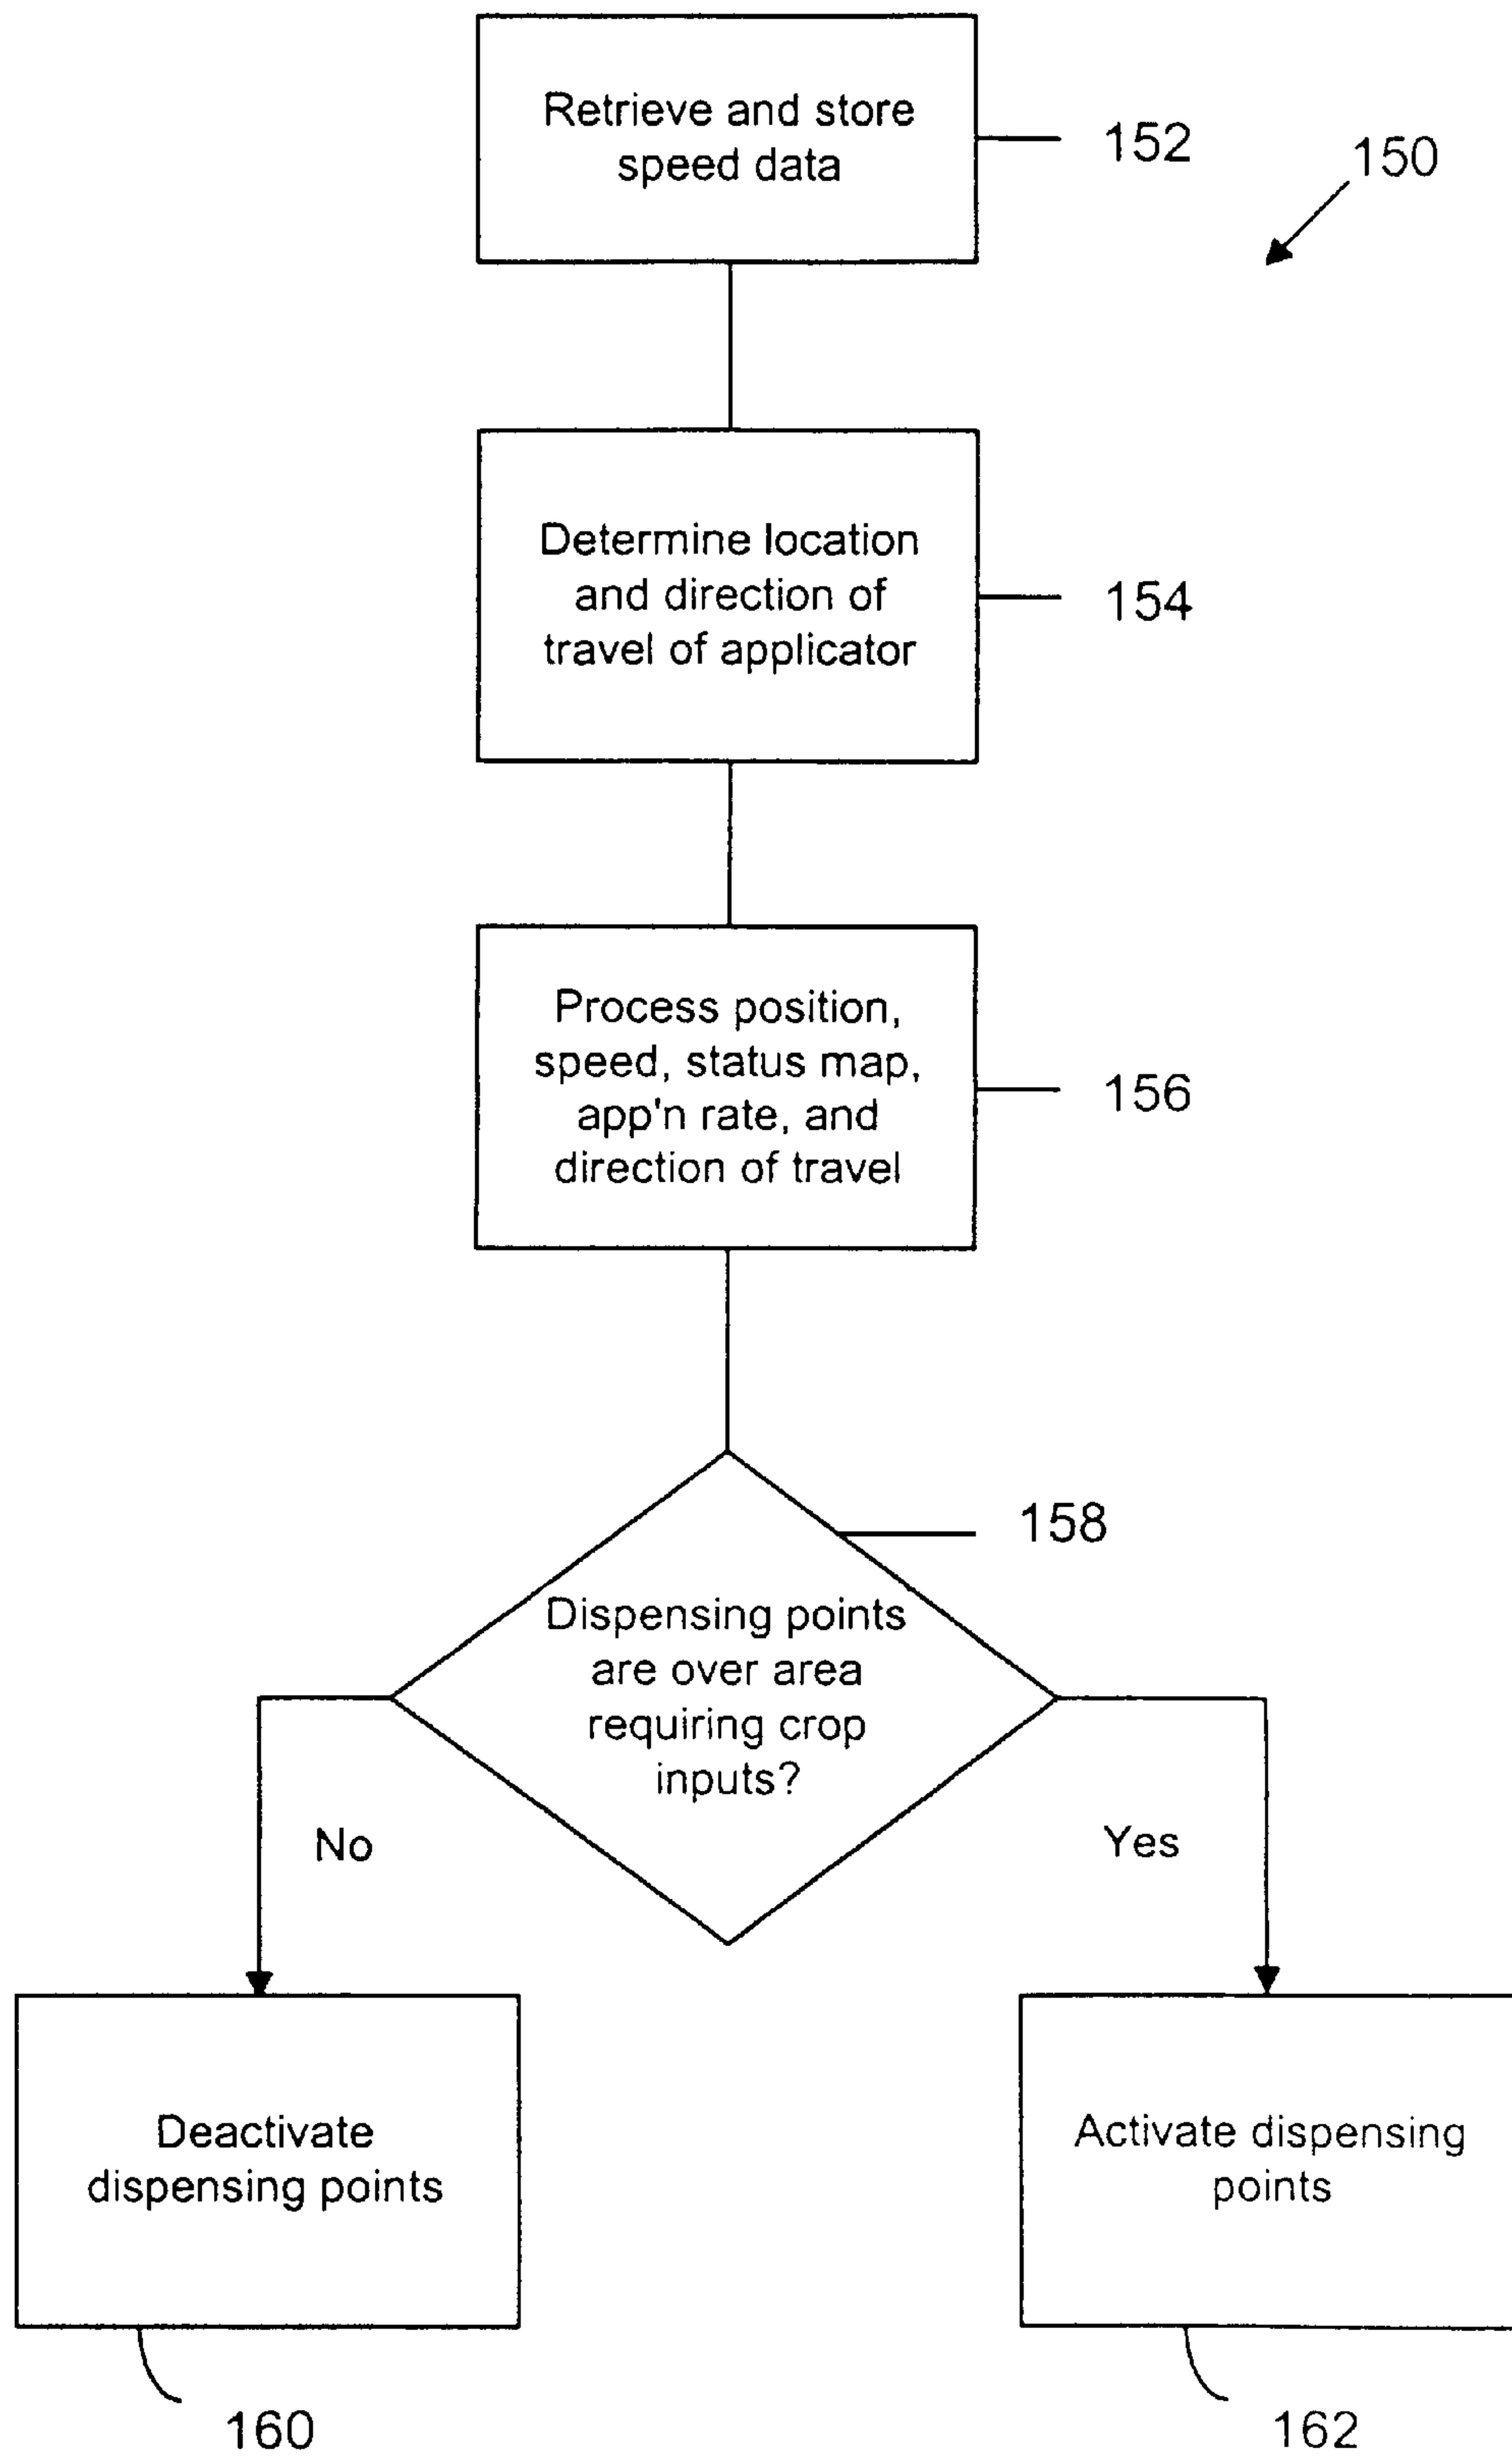 Retrieve and store
speed data
152
150
Determine location
and direction of
travel of applicator
154
Process position,
speed, status map,
app'n rate, and
direction of travel
156
158
Dispensing points
are over area
requiring crop
inputs?
No
Yes
Deactivate
dispensing points
Activate dispensing
points
160
162